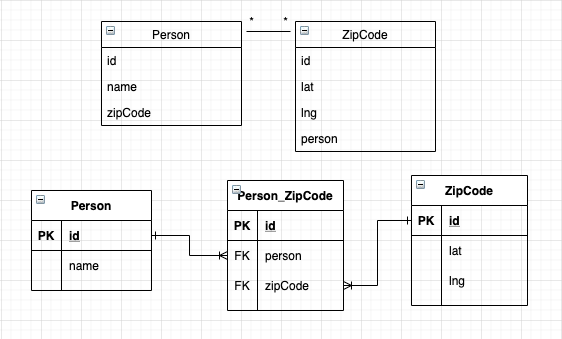 * *
Person
id
name
zipCode
ZipCode
id
lat
lng
person
Person
PK id
name
Person_ZipCode
PK id
FK person
FK zipCode
ZipCode
PK id
lat
lng